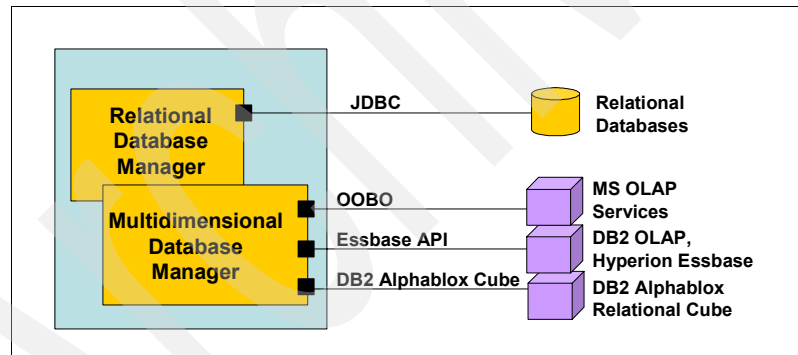 Relational
Database
Manager
JDBC
Relational
Databases
Multidimensional
Database
Manager
OOBO
MS OLAP
Services
Essbase API
DB2 OLAP,
Hyperion Essbase
DB2 Alphablox Cube
DB2 Alphablox
Relational Cube